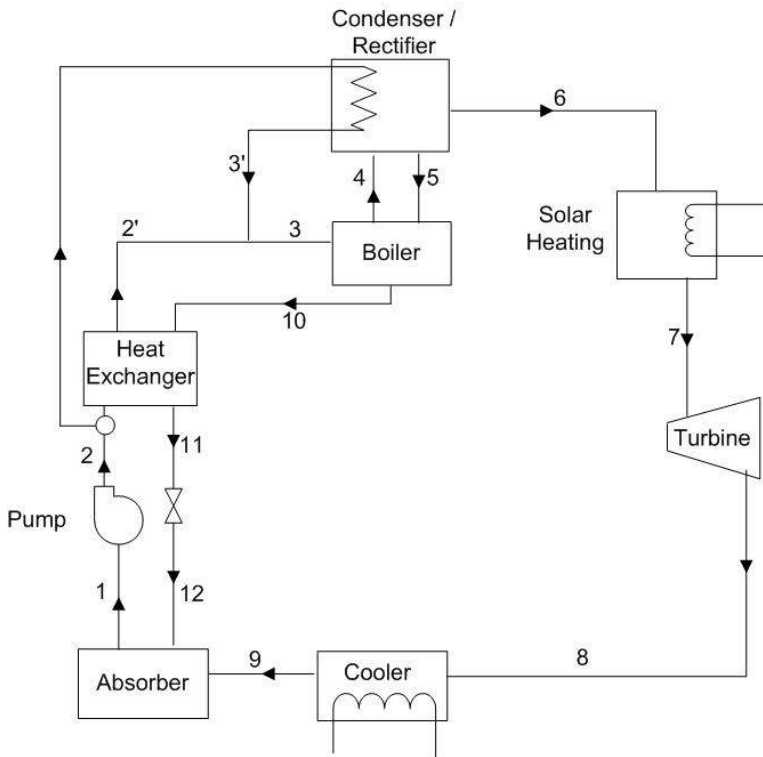 Condenser /
Rectifier
6
3'
4
5
Solar
Heating
2'
3
Boiler
10
Heat
Exchanger
7
Turbine
11
2
Pump
1
12
9
Cooler
8
Absorber